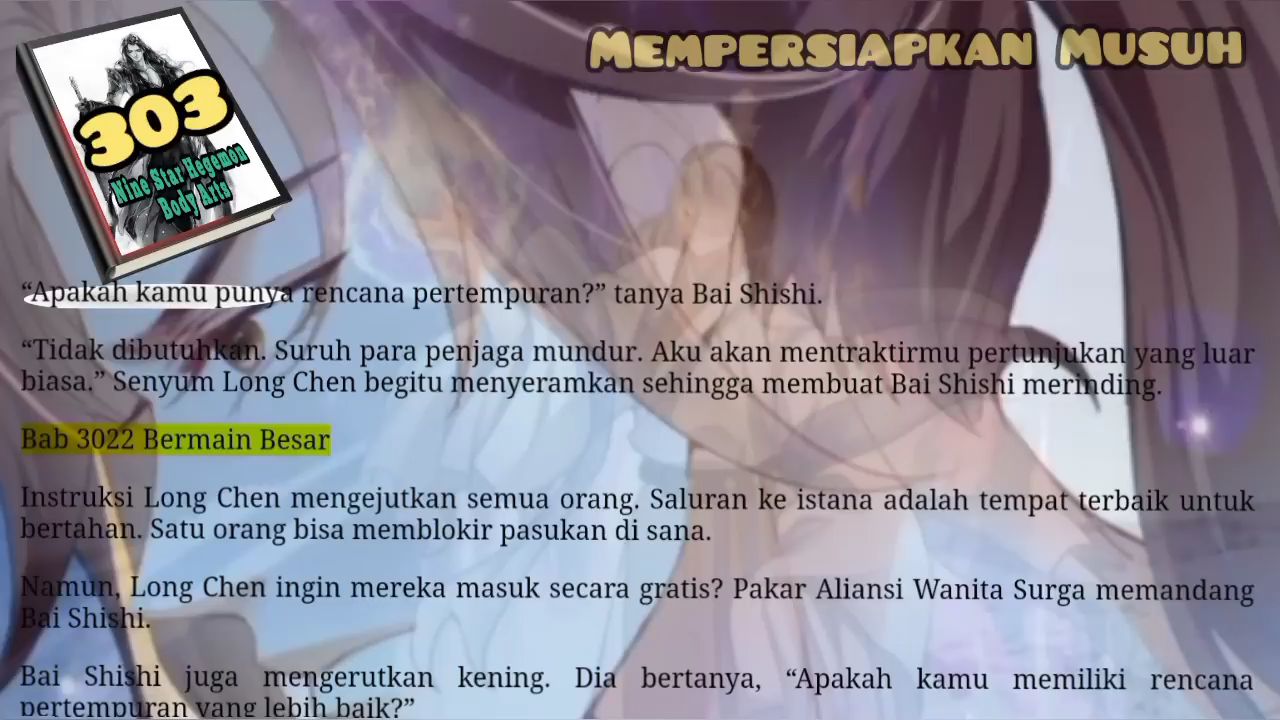 MEMPERSIAPKAN MUSUH
303
Nine Star Hegemon
Body Arts
“Apakah kamu punya rencana pertempuran?” tanya Bai Shishi.
“Tidak dibutuhkan. Suruh para penjaga mundur. Aku akan mentraktirmu pertunjukan yang luar
biasa.” Senyum Long Chen begitu menyeramkan sehingga membuat Bai Shishi merinding.
Bab 3022 Bermain Besar
Instruksi Long Chen mengejutkan semua orang. Saluran ke istana adalah tempat terbaik untuk
bertahan. Satu orang bisa memblokir pasukan di sana.
Namun, Long Chen ingin mereka masuk secara gratis? Pakar Aliansi Wanita Surga memandang
Bai Shishi.
Bai Shishi juga mengerutkan kening. Dia bertanya, “Apakah kamu memiliki rencana
pertempuran yang lebih baik?”